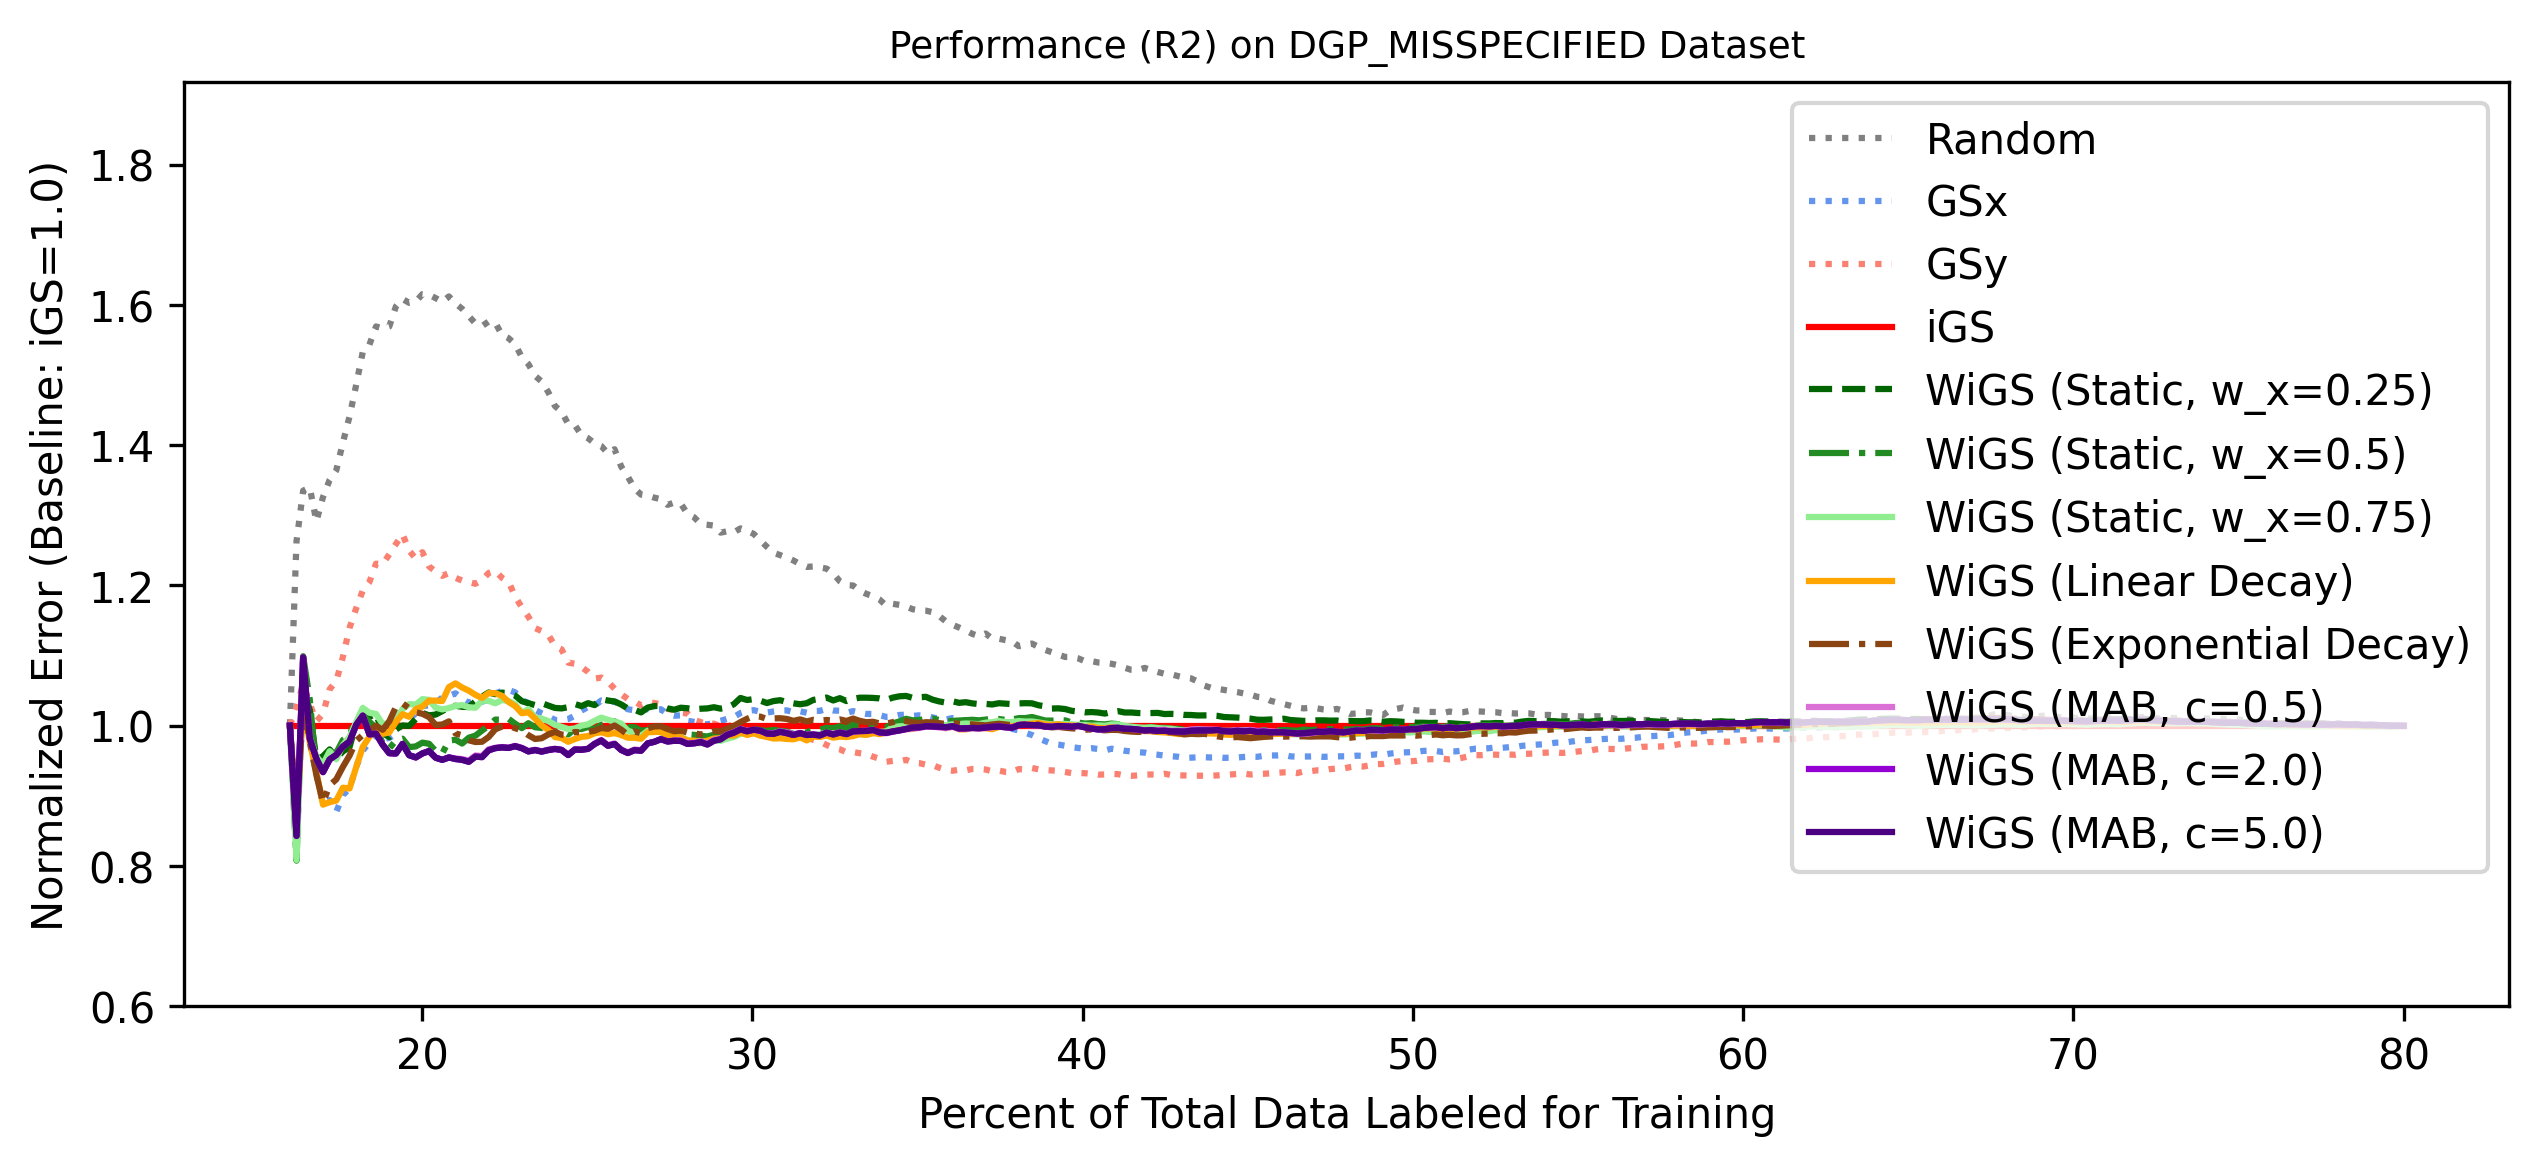 Performance (R2) on DGP_MISSPECIFIED Dataset
Normalized Error (Baseline: iGS=1.0)
1.8
1.6
1.4
1.2
1.0
0.8
0.6
Random
GSx
GSy
iGS
WiGS (Static, w_x=0.25)
WiGS (Static, w_x=0.5)
WiGS (Static, w_x=0.75)
WiGS (Linear Decay)
WiGS (Exponential Decay)
WiGS (MAB, c=0.5)
WiGS (MAB, c=2.0)
WiGS (MAB, c=5.0)
20 30 40 50 60 70 80
Percent of Total Data Labeled for Training